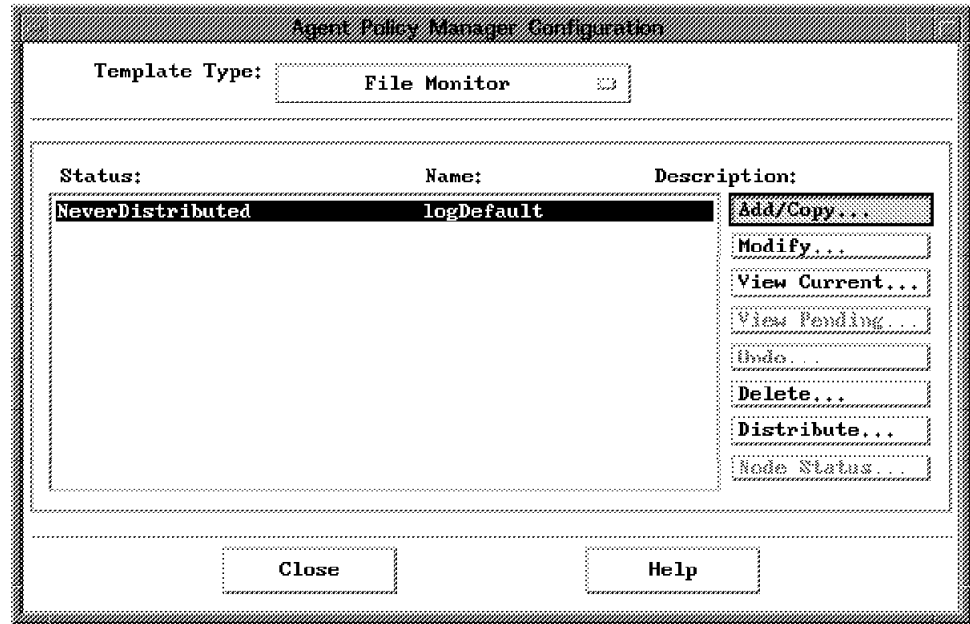 Agent Policy Manager Configuration
Template Type: File Monitor
Status: Name: Description:
NeverDistributed logDefault
Add/Copy...
Modify...
View Current...
View Pending...
Undo...
Delete...
Distribute...
Node Status...
Close Help